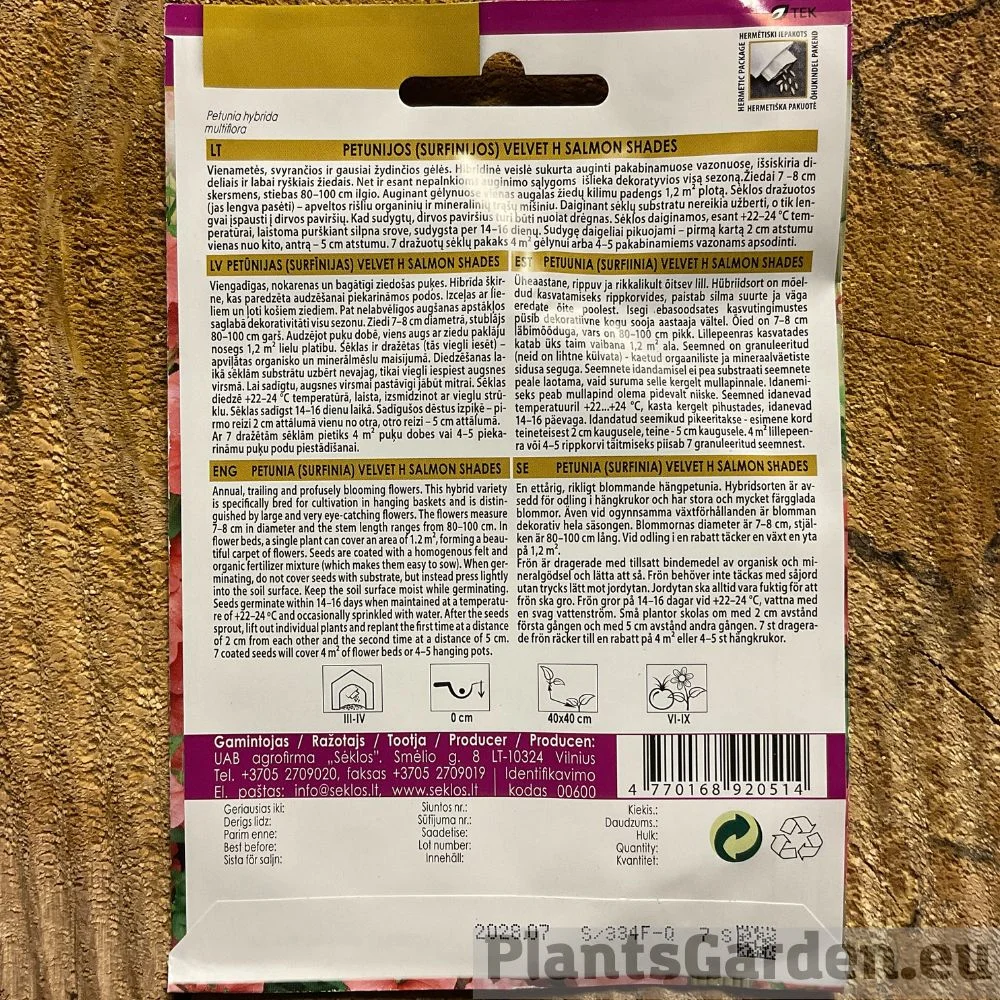 TEK
HERMĒTISKI IEPAKOTS
HERMETIC PACKAGE
ÕHUKINDEL PAKEND
HERMETIŠKA PAKUOTĖ
Petunia hybrida
multiflora
LT PETUNIJOS (SURFINIJOS) VELVET H SALMON SHADES
Vienametės, svyrančios ir gausiai žydinčios gėlės. Hibridinė veislė sukurta auginti pakabinamuose vazonuose, išsiskiria di-
deliais ir labai ryškiais žiedais. Net ir esant nepalnkioms auginimo sąlygoms išlieka dekoratyvios visą sezoną. Žiedai 7 –8 cm
skersmens, stiebas 80–100 cm ilgio. Auginant gėlynuose vienas augalas žiedų kilimu padengs 1,2 m² plotą. Sėklos dražuotos
(jas lengva pasėti) – apveltos rišliu organinių ir mineralinių trąšų mišiniu. Daiginant sėklų substratu nereikia užberti, o tik len-
gvai įspausti į dirvos paviršių. Kad sudygtų, dirvos paviršius turi būti nuolat drėgnas. Sėklos daiginamos, esant +22–24 °C tem-
peratūrai, laistoma purškiant silpna srove, sudygsta per 14–16 dienų. Sudygę daigeliai pikuojami – pirmą kartą 2 cm atstumu
vienas nuo kito, antrą – 5 cm atstumu. 7 dražuotų sėklų pakaks 4 m² gėlynui arba 4–5 pakabinamiems vazonams apsodinti.
LV PETŪNIJAS (SURFĪNIJAS) VELVET H SALMON SHADES
Viengadīgas, nokarenas un bagātīgi ziedošas puķes. Hibrīda šķir-
ne, kas paredzēta audzēšanai piekarināmos podos. Izceļas ar lie-
liem un ļoti košiem ziediem. Pat nelabvēlīgos augšanas apstākļos
saglabā dekorativitāti visu sezonu. Ziedi 7–8 cm diametrā, stublājs
80–100 cm garš. Audzējot puķu dobē, viens augs ar ziedu paklāju
nosegs 1,2 m² lielu platību. Sēklas ir dražētas (tās viegli iesēt) –
apviļātas organisko un minerālmēslu maisījumā. Diedzēšanas la-
ikā sēklām substrātu uzbērt nevajag, tikai viegli iespiest augsnes
virsmā. Lai sadīgtu, augsnes virsmai pastāvīgi jābūt mitrai. Sēklas
diedzē +22–24 °C temperatūrā, laista, izsmidzinot ar vieglu strū-
klu. Sēklas sadīgst 14–16 dienu laikā. Sadīgušos dēstus izpiķē – pi-
rmo reizi 2 cm attālumā vienu no otra, otro reizi – 5 cm attālumā.
Ar 7 dražētām sēklām pietiks 4 m² puķu dobes vai 4–5 pieka-
rināmu puķu podu piestādīšanai.
EST PETUUNIA (SURFIINIA) VELVET H SALMON SHADES
Üheaastane, rippuv ja rikkalikult õitsev lill. Hübriidsort on mõel-
dud kasvatamiseks rippkorvides, paistab silma suurte ja väga
eredate õite poolest. Isegi ebasoodsates kasvutingimustes
püsib dekoratiivne kogu sooja aastaaja vältel. Õied on 7–8 cm
läbimõõduga, vars on 80–100 cm pikk. Lillepeenras kasvatades
katab üks taim vaibana 1,2 m² ala. Seemned on granuleeritud
(neid on lihtne külvata) - kaetud orgaaniliste ja mineraalväetiste
sidusa seguga. Seemnete idandamisel ei pea substraati seemnete
peale laotama, vaid suruma selle kergelt mullapinnale. Idanemi-
seks peab mullapind olema pidevalt niiske. Seemned idanevad
temperatuuril +22...+24 °C, kasta kergelt pihustades, idanevad
14–16 päevaga. Idandatud seemikud pikeeritakse - esimene kord
teineteisest 2 cm kaugusele, teine - 5 cm kaugusele. 4 m² lillepeen-
ra või 4–5 rippkorvi täitmiseks piisab 7 granuleeritud seemnest.
ENG PETUNIA (SURFINIA) VELVET H SALMON SHADES
Annual, trailing and profusely blooming flowers. This hybrid variety
is specifically bred for cultivation in hanging baskets and is distin-
guished by large and very eye-catching flowers. The flowers measure
7–8 cm in diameter and the stem length ranges from 80–100 cm. In
flower beds, a single plant can cover an area of 1.2 m², forming a beau-
tiful carpet of flowers. Seeds are coated with a homogenous felt and
organic fertilizer mixture (which makes them easy to sow). When ger-
minating, do not cover seeds with substrate, but instead press lightly
into the soil surface. Keep the soil surface moist while germinating.
Seeds germinate within 14–16 days when maintained at a temperatu-
re of +22–24 °C and occasionally sprinkled with water. After the seeds
sprout, lift out individual plants and replant the first time at a distance
of 2 cm from each other and the second time at a distance of 5 cm.
7 coated seeds will cover 4 m² of flower beds or 4–5 hanging pots.
SE PETUNIA (SURFINIA) VELVET H SALMON SHADES
En ettårig, rikligt blommande hängpetunia. Hybridsorten är av-
sedd för odling i hängkrukor och har stora och mycket färgglada
blommor. Även vid ogynnsamma växtförhållanden är blomman
dekorativ hela säsongen. Blommornas diameter är 7–8 cm, stjäl-
ken är 80–100 cm lång. Vid odling i en rabatt täcker en växt en yta
på 1,2 m².
Frön är dragerade med tillsatt bindemedel av organisk och mi-
neralgödsel och lätta att så. Frön behöver inte täckas med såjord
utan trycks lätt mot jordytan. Jordytan ska alltid vara fuktig för att
frön ska gro. Frön gror på 14–16 dagar vid +22–24 °C, vattna med
en svag vattenström. Små plantor skolas om med 2 cm avstånd
första gången och med 5 cm avstånd andra gången. 7 st dragera-
de frön räcker till en rabatt på 4 m² eller 4–5 st hängkrukor.
III-IV
0 cm
40x40 cm
VI-IX
Gamintojas / Ražotajs / Tootja / Producer / Producen:
UAB agrofirma „Sėklos". Smėlio g. 8 LT-10324 Vilnius
Tel. +3705 2709020, faksas +3705 2709019 | Identifikavimo
El. paštas: info@seklos.lt, www.seklos.lt, | kodas 00600
4 770168 920514
Geriausias iki:
Derīgs līdz:
Parim enne:
Best before:
Sista för saljn:
Siuntos nr.:
Sūtījuma nr.:
Saadetise:
Lot number:
Innehåll:
Kiekis.:
Daudzums.:
Hulk:
Quantity:
Kvantitet:
2028.07 S/334F-0 7 s
PlantsGarden.eu